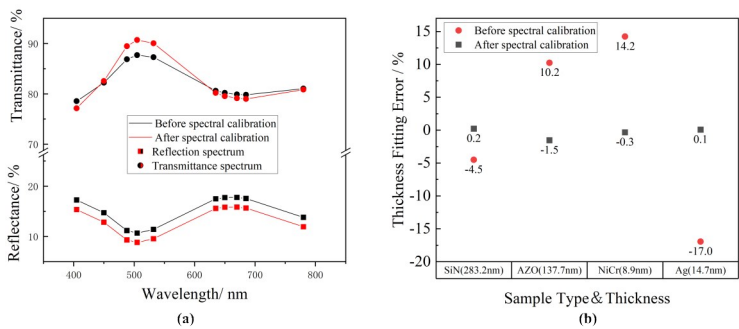 Transmittance/ %
Reflectance/ %
90
80
70
20
10
Before spectral calibration
After spectral calibration
Reflection spectrum
Transmittance spectrum
400
500
600
700
800
Wavelength/ nm
(a)
Thickness Fitting Error / %
15
10
5
0
-5
-10
-15
-20
Before spectral calibration
After spectral calibration
10.2
14.2
0.2
-1.5
-0.3
0.1
-4.5
-17.0
SiN(283.2nm)
AZO(137.7nm)
NiCr(8.9nm)
Ag(14.7nm)
Sample Type＆Thickness
(b)